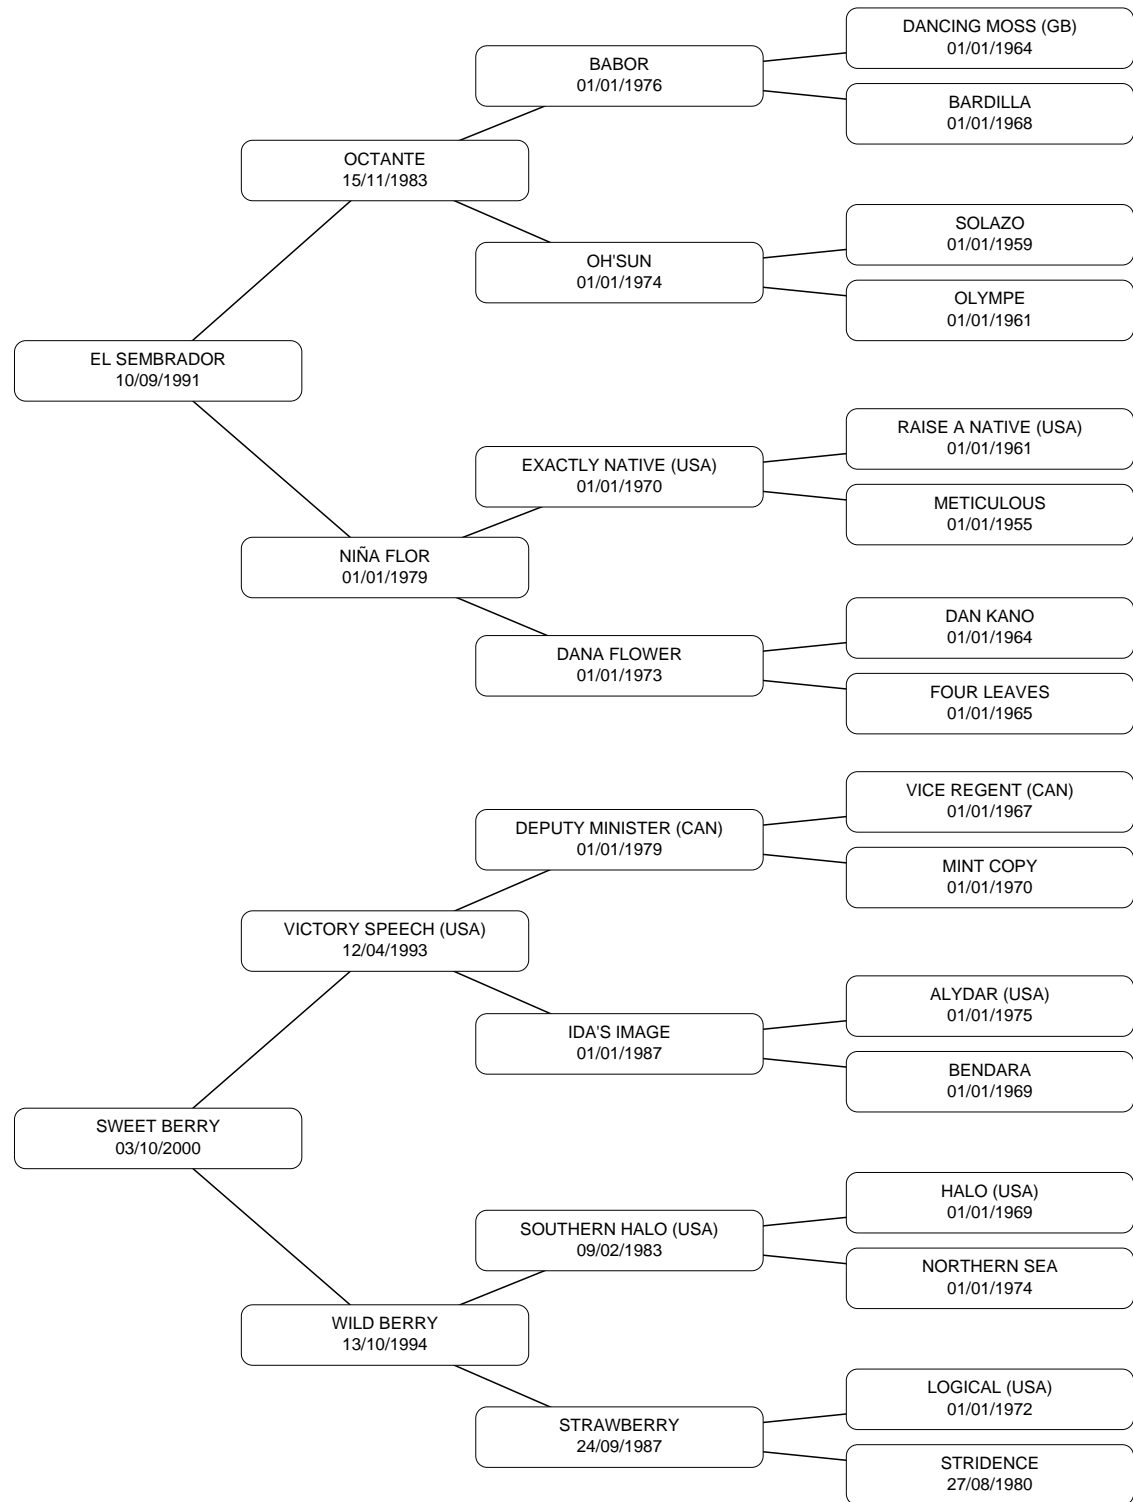 DANCING MOSS (GB)
01/01/1964
BABOR
01/01/1976
BARDILLA
01/01/1968
OCTANTE
15/11/1983
SOLAZO
01/01/1959
OH'SUN
01/01/1974
OLYMPE
01/01/1961
EL SEMBRADOR
10/09/1991
RAISE A NATIVE (USA)
01/01/1961
EXACTLY NATIVE (USA)
01/01/1970
METICULOUS
01/01/1955
NIÑA FLOR
01/01/1979
DAN KANO
01/01/1964
DANA FLOWER
01/01/1973
FOUR LEAVES
01/01/1965
VICE REGENT (CAN)
01/01/1967
DEPUTY MINISTER (CAN)
01/01/1979
MINT COPY
01/01/1970
VICTORY SPEECH (USA)
12/04/1993
ALYDAR (USA)
01/01/1975
IDA'S IMAGE
01/01/1987
BENDARA
01/01/1969
SWEET BERRY
03/10/2000
HALO (USA)
01/01/1969
SOUTHERN HALO (USA)
09/02/1983
NORTHERN SEA
01/01/1974
WILD BERRY
13/10/1994
LOGICAL (USA)
01/01/1972
STRAWBERRY
24/09/1987
STRIDENCE
27/08/1980